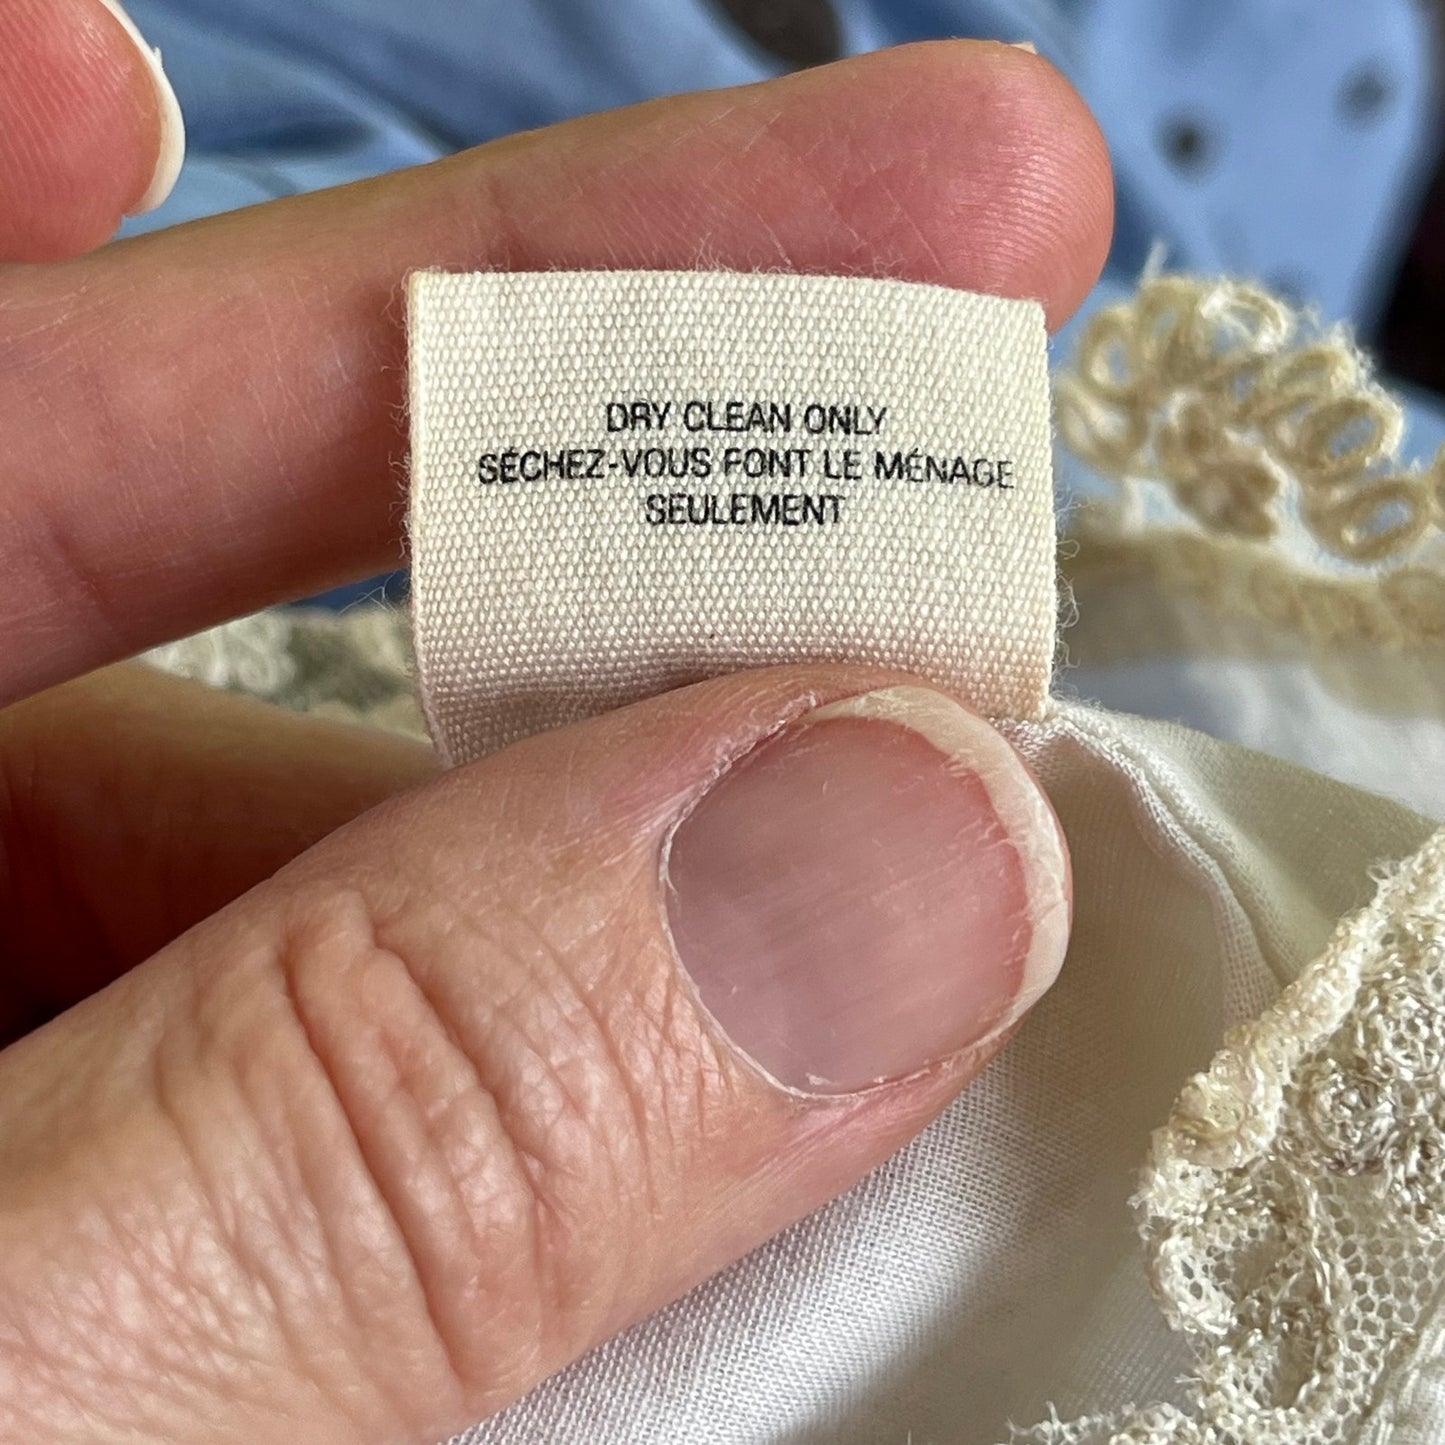 DRY CLEAN ONLY
SÉCHEZ-VOUS FONT LE MÉNAGE
SEULEMENT